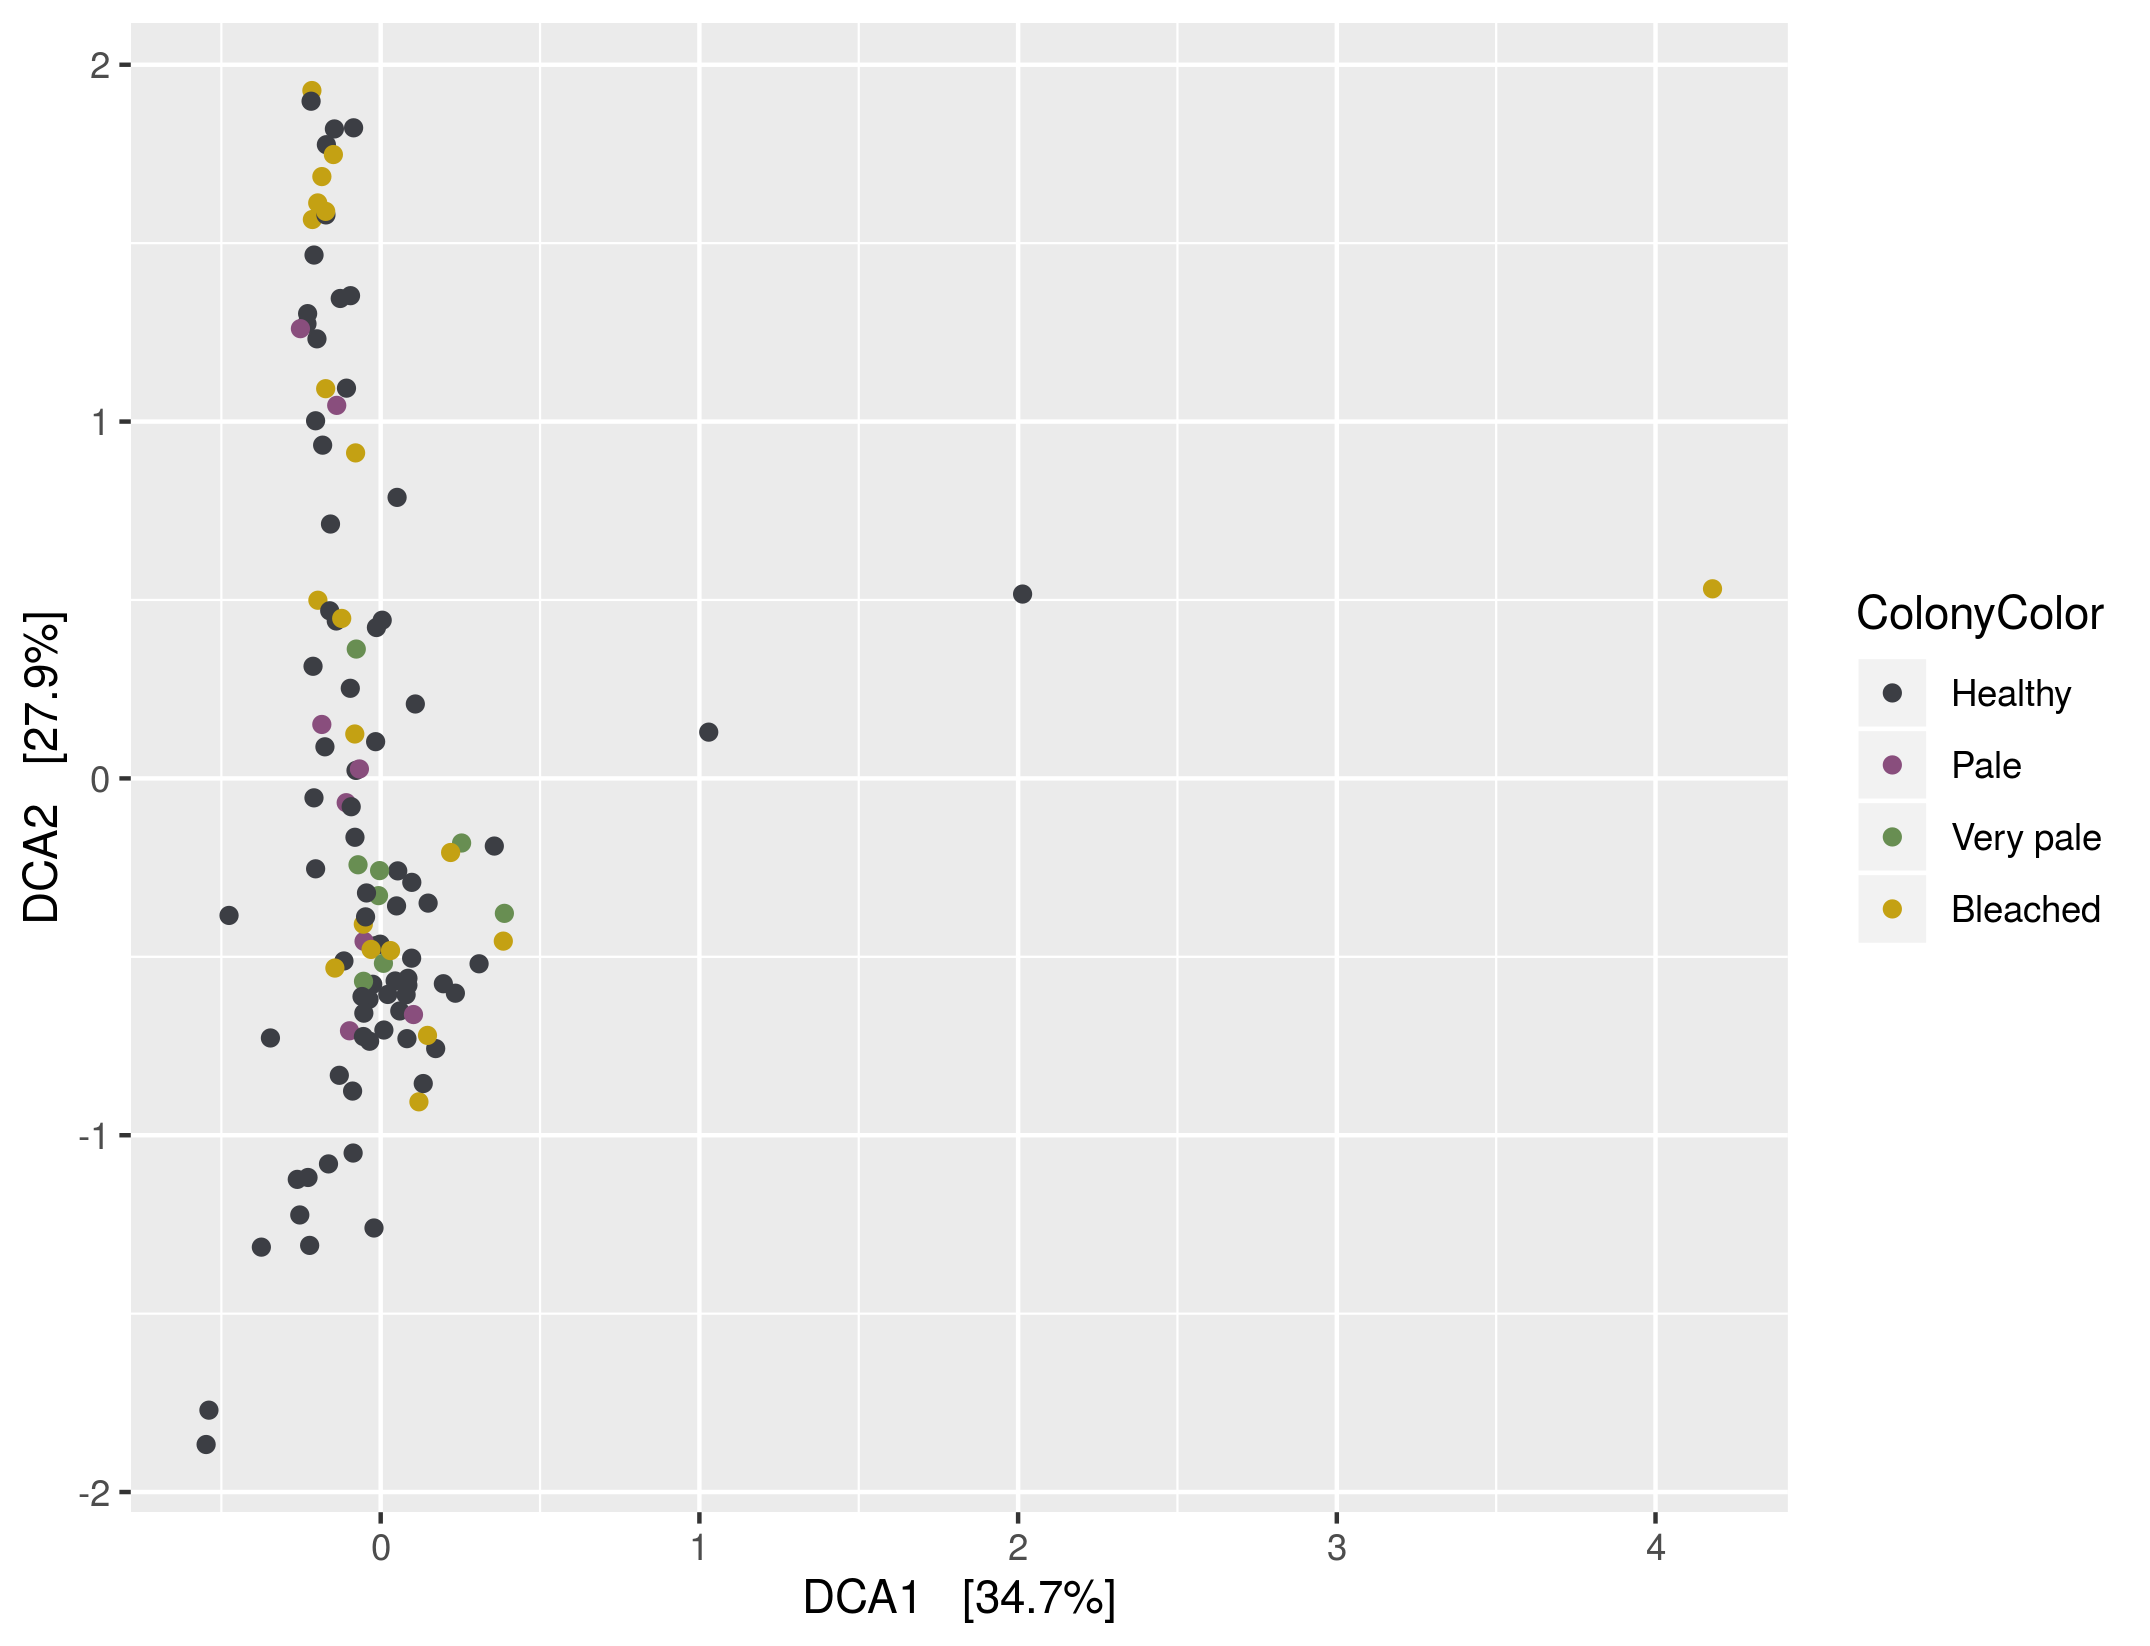 2
1
0
-1
-2
DCA2 [27.9%]
0 1 2 3 4
DCA1 [34.7%]
ColonyColor
Healthy
Pale
Very pale
Bleached